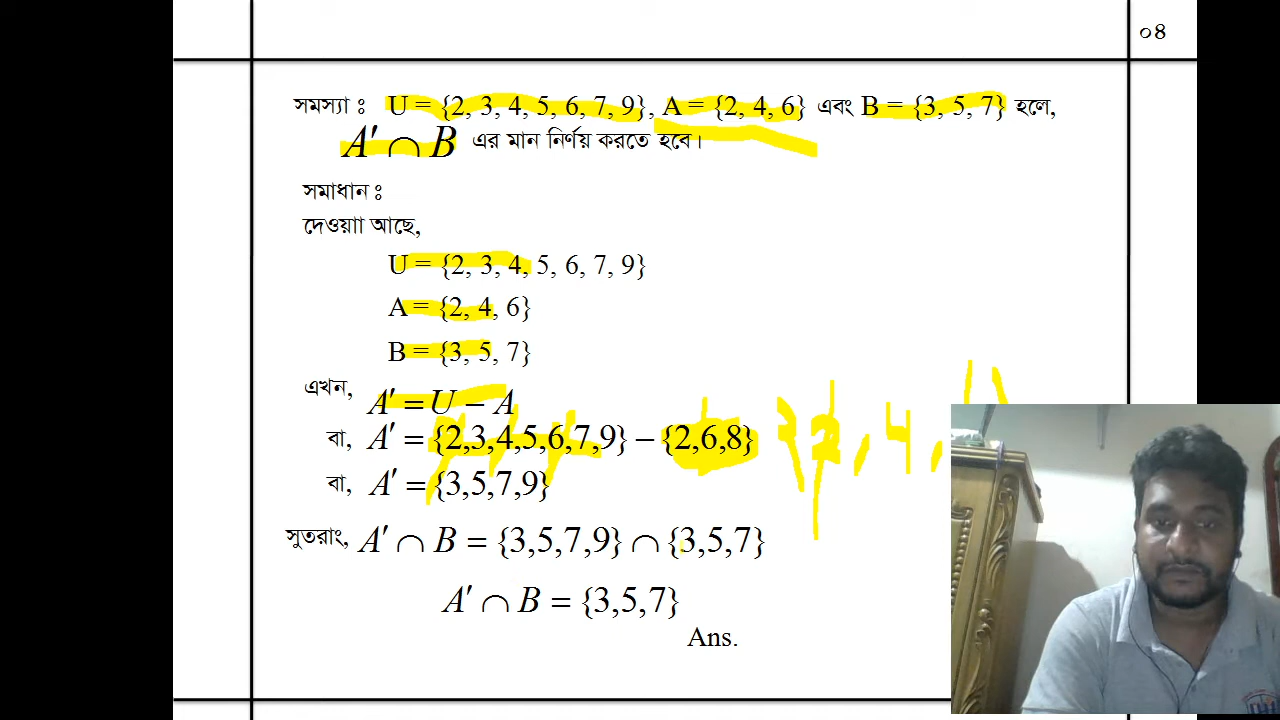 ০৪
সমস্যা ঃ U = {2, 3, 4, 5, 6, 7, 9}, A = {2, 4, 6} এবং B = {3, 5, 7} হলে,
A′ ∩ B এর মান নির্ণয় করতে হবে।
সমাধান ঃ
দেওয়াা আছে,
U = {2, 3, 4, 5, 6, 7, 9}
A = {2, 4, 6}
B = {3, 5, 7}
এখন, A′ = U − A
বা, A′ = {2,3,4,5,6,7,9} − {2,6,8} {2, 4,
বা, A′ = {3,5,7,9}
সুতরাং, A′ ∩ B = {3,5,7,9} ∩ {3,5,7}
A′ ∩ B = {3,5,7}
Ans.